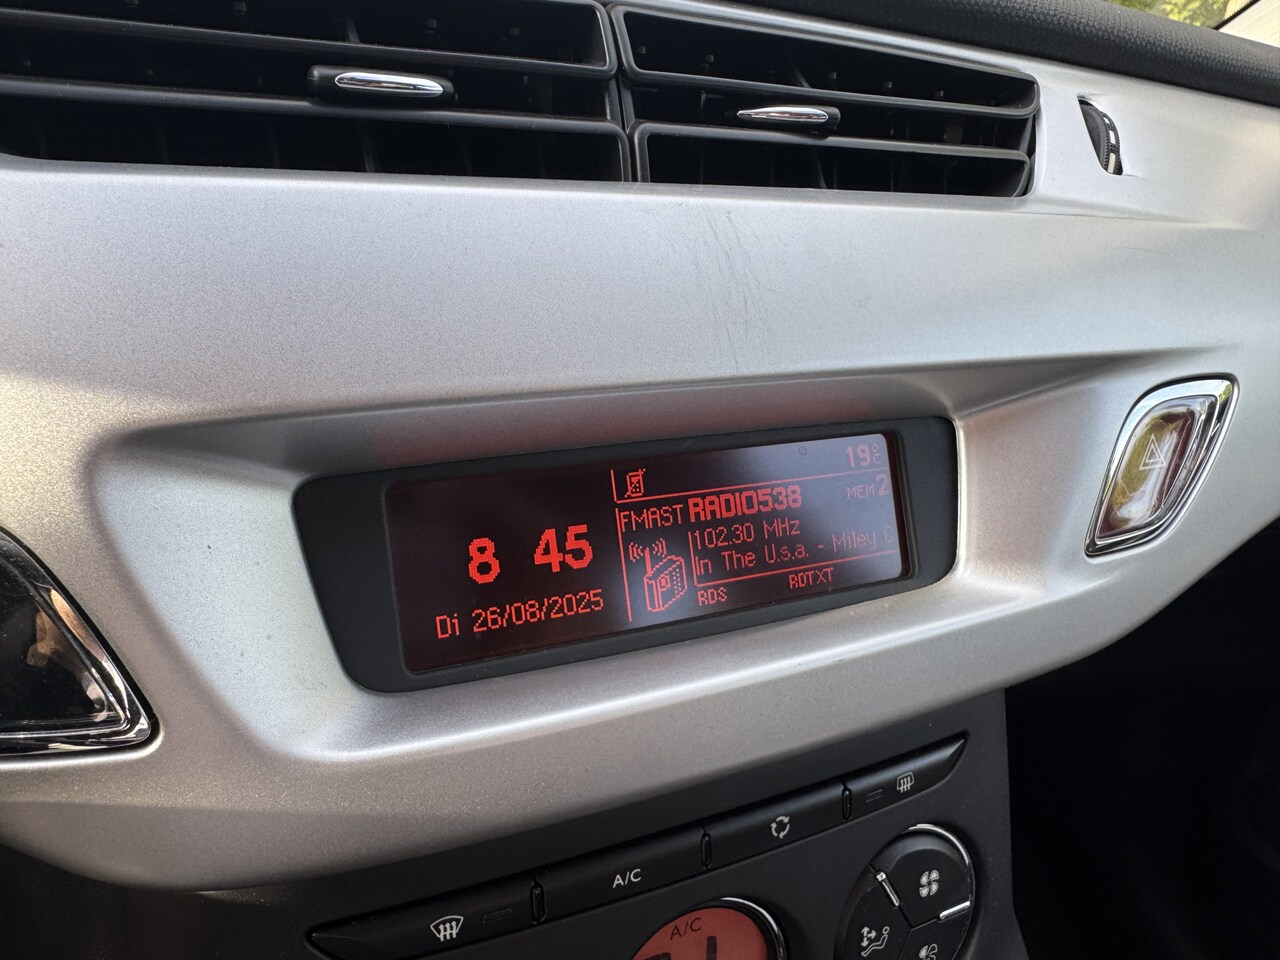 19°C
FMAST RADIO538 MEM 2
8 45
102.30 MHz
In The U.s.a. - Miley C
Di 26/08/2025
RDS RDTXT
A/C
A/C